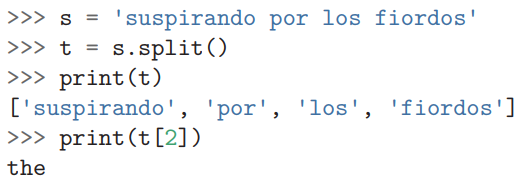 >>> s = 'suspirando por los fiordos'
>>> t = s.split()
>>> print(t)
['suspirando', 'por', 'los', 'fiordos']
>>> print(t[2])
the